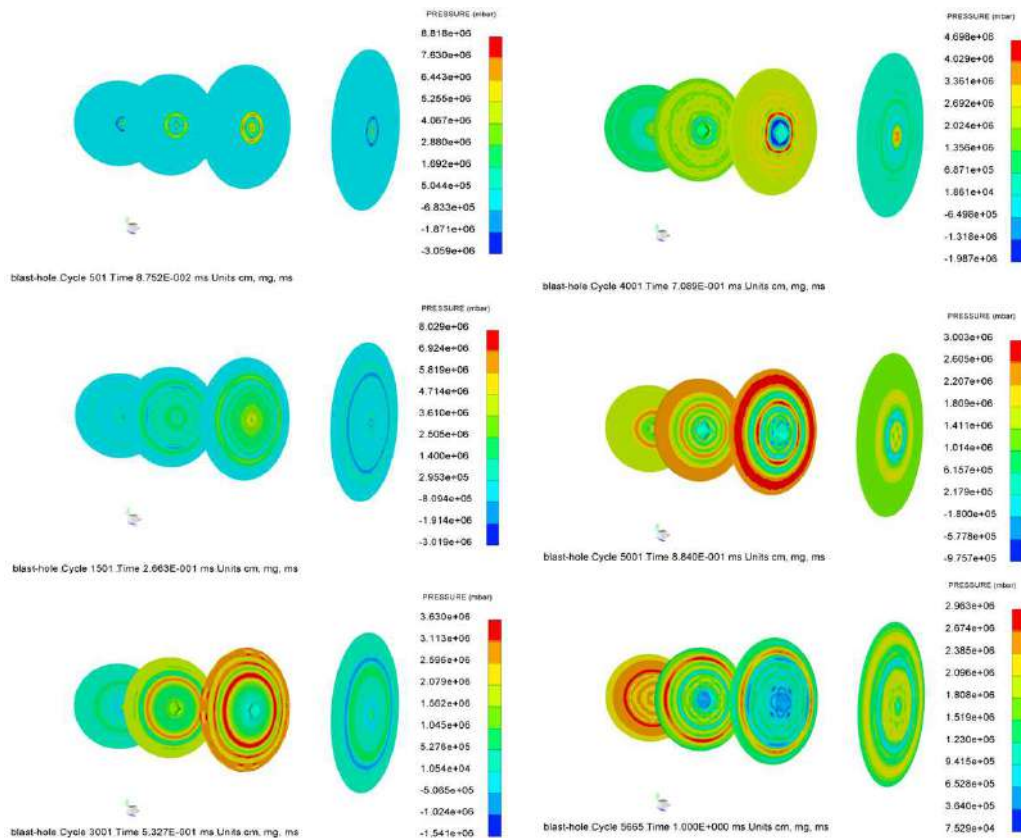 PRESSURE (mbar)
8.818e+06
7.630e+06
6.443e+06
5.255e+06
4.067e+06
2.880e+06
1.692e+06
5.044e+05
-6.833e+05
-1.871e+06
-3.059e+06
blast-hole Cycle 501 Time 8.752E-002 ms Units cm, mg, ms
PRESSURE (mbar)
4.698e+06
4.029e+06
3.361e+06
2.692e+06
2.024e+06
1.356e+06
6.871e+05
1.861e+04
-6.498e+05
-1.318e+06
-1.987e+06
blast-hole Cycle 4001 Time 7.089E-001 ms Units cm, mg, ms
PRESSURE (mbar)
8.029e+06
6.924e+06
5.819e+06
4.714e+06
3.610e+06
2.505e+06
1.400e+06
2.953e+05
-8.094e+05
-1.914e+06
-3.019e+06
blast-hole Cycle 1501 Time 2.663E-001 ms Units cm, mg, ms
PRESSURE (mbar)
3.003e+06
2.605e+06
2.207e+06
1.809e+06
1.411e+06
1.014e+06
6.157e+05
2.179e+05
-1.800e+05
-5.778e+05
-9.757e+05
blast-hole Cycle 5001 Time 8.840E-001 ms Units cm, mg, ms
PRESSURE (mbar)
3.630e+06
3.113e+06
2.596e+06
2.079e+06
1.562e+06
1.045e+06
5.276e+05
1.054e+04
-5.065e+05
-1.024e+06
-1.541e+06
blast-hole Cycle 3001 Time 5.327E-001 ms Units cm, mg, ms
PRESSURE (mbar)
2.963e+06
2.674e+06
2.385e+06
2.096e+06
1.808e+06
1.519e+06
1.230e+06
9.415e+05
6.528e+05
3.640e+05
7.529e+04
blast-hole Cycle 5665 Time 1.000E+000 ms Units cm, mg, ms